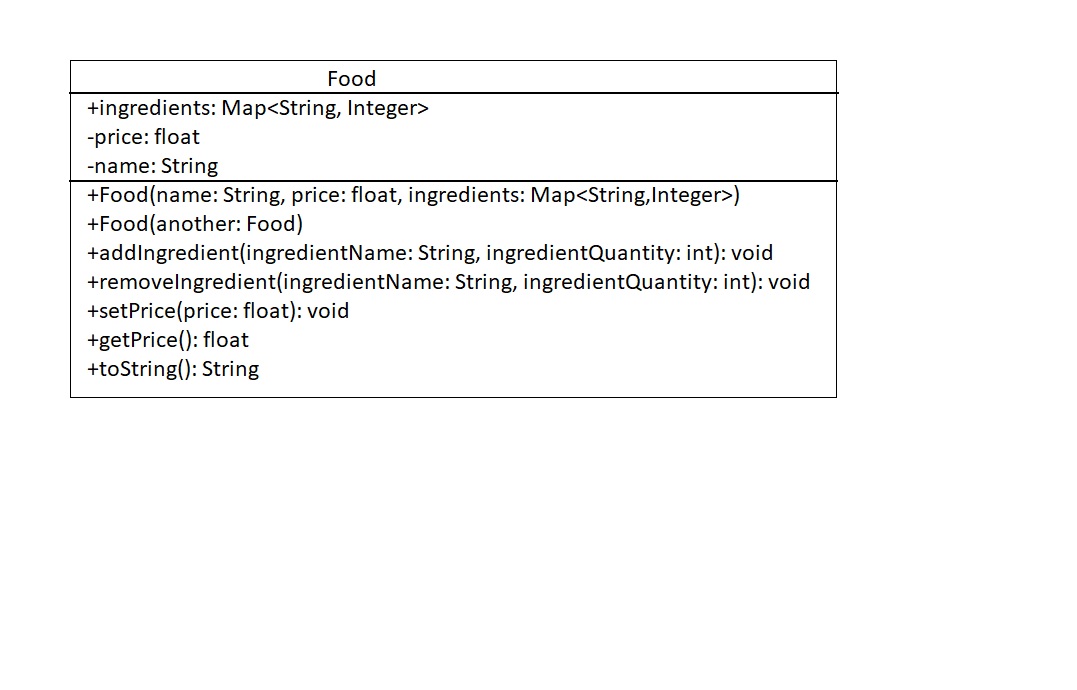 Food
+ingredients: Map<String, Integer>
-price: float
-name: String
+Food(name: String, price: float, ingredients: Map<String,Integer>)
+Food(another: Food)
+addIngredient(ingredientName: String, ingredientQuantity: int): void
+removeIngredient(ingredientName: String, ingredientQuantity: int): void
+setPrice(price: float): void
+getPrice(): float
+toString(): String